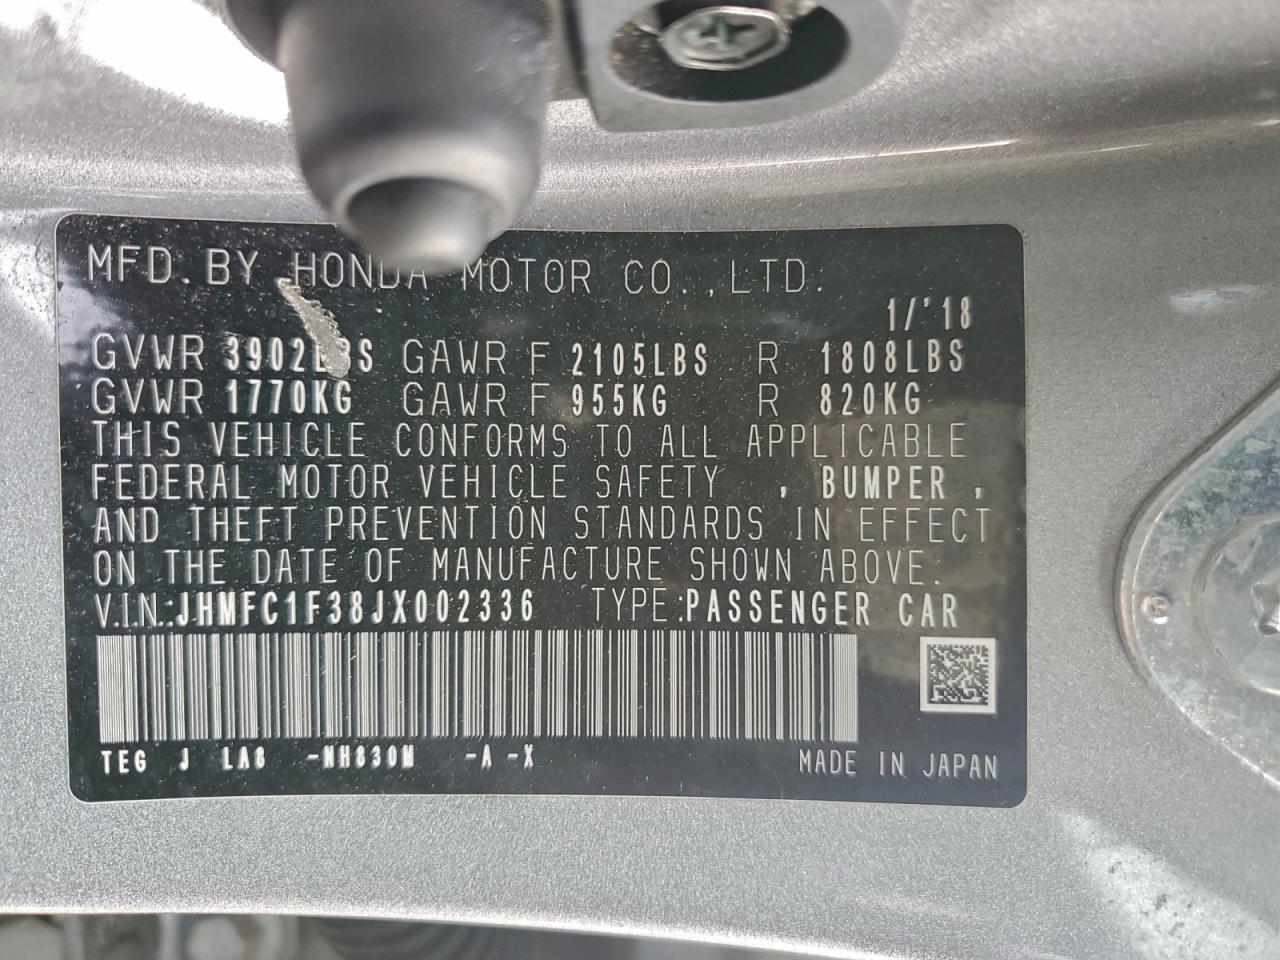 MFD. BY HONDA MOTOR CO., LTD.
1/'18
GVWR 3902LBS GAWR F 2105LBS R 1808LBS
GVWR 1770KG GAWR F 955KG R 820KG
THIS VEHICLE CONFORMS TO ALL APPLICABLE
FEDERAL MOTOR VEHICLE SAFETY , BUMPER ,
AND THEFT PREVENTION STANDARDS IN EFFECT
ON THE DATE OF MANUFACTURE SHOWN ABOVE.
V.I.N.:JHMFC1F38JX002336 TYPE:PASSENGER CAR
TEG J LA8 -NH830M -A -X MADE IN JAPAN